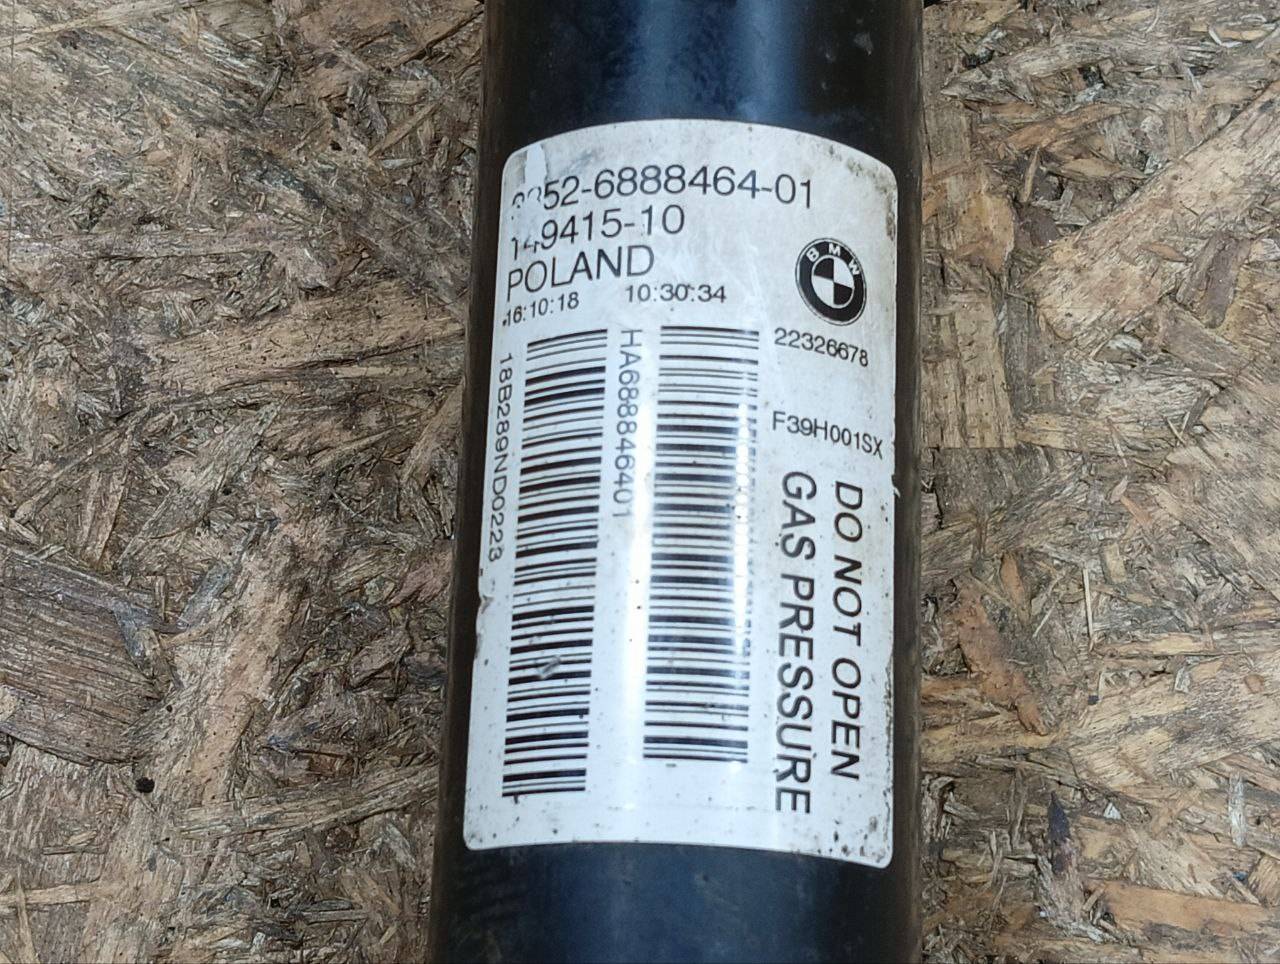 52-6888464-01
149415-10
POLAND
16:10:18 10:30:34
BMW
22326678
F39H001SX
18B289ND0223
HA688846401
DO NOT OPEN
GAS PRESSURE